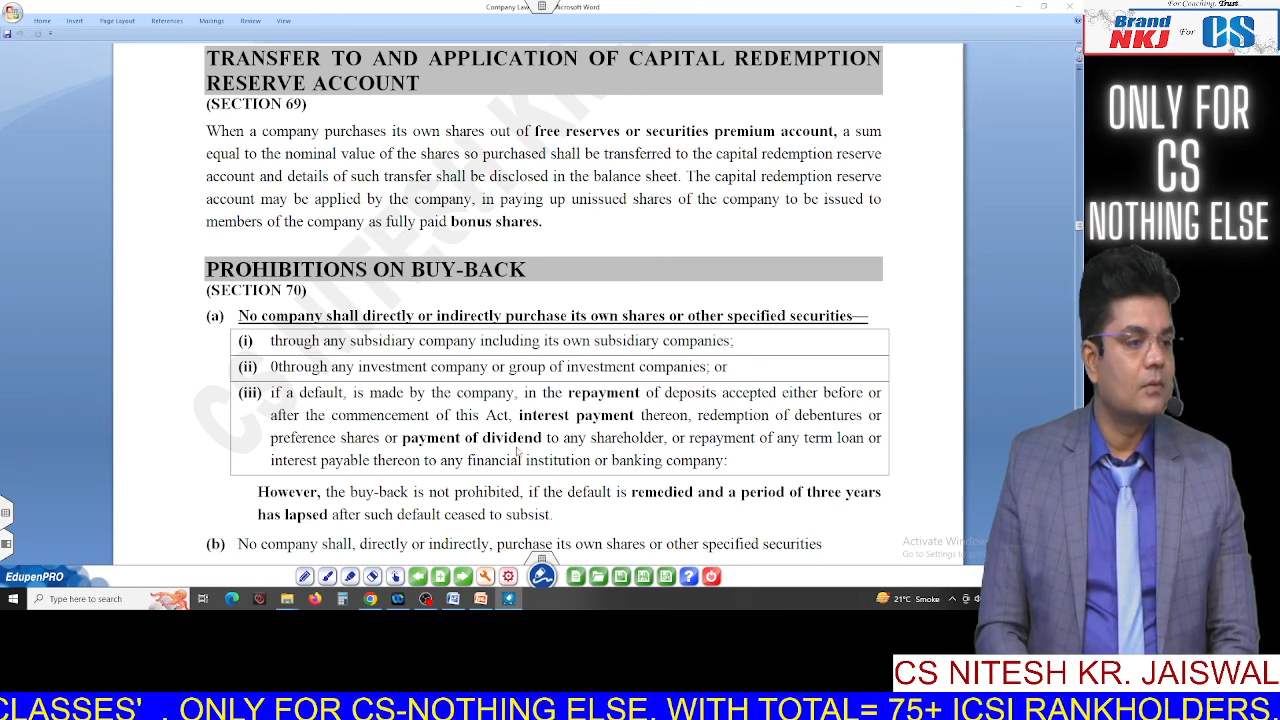 Company Law
Microsoft Word
Home Insert Page Layout References Mailings Review View
For Coaching, Trust
Brand
NKJ For CS
TRANSFER TO AND APPLICATION OF CAPITAL REDEMPTION
RESERVE ACCOUNT
(SECTION 69)
When a company purchases its own shares out of free reserves or securities premium account, a sum
equal to the nominal value of the shares so purchased shall be transferred to the capital redemption reserve
account and details of such transfer shall be disclosed in the balance sheet. The capital redemption reserve
account may be applied by the company, in paying up unissued shares of the company to be issued to
members of the company as fully paid bonus shares.
PROHIBITIONS ON BUY-BACK
(SECTION 70)
(a) No company shall directly or indirectly purchase its own shares or other specified securities—
(i) through any subsidiary company including its own subsidiary companies;
(ii) 0through any investment company or group of investment companies; or
(iii) if a default, is made by the company, in the repayment of deposits accepted either before or
after the commencement of this Act, interest payment thereon, redemption of debentures or
preference shares or payment of dividend to any shareholder, or repayment of any term loan or
interest payable thereon to any financial institution or banking company:
However, the buy-back is not prohibited, if the default is remedied and a period of three years
has lapsed after such default ceased to subsist.
(b) No company shall, directly or indirectly, purchase its own shares or other specified securities
CS NITESH KR
ONLY FOR
CS
NOTHING ELSE
Activate Window
Go to Settings to acti
EdupenPRO
Type here to search
21°C Smoke
CS NITESH KR. JAISWAL
CLASSES' , ONLY FOR CS-NOTHING ELSE, WITH TOTAL= 75+ ICSI RANKHOLDERS